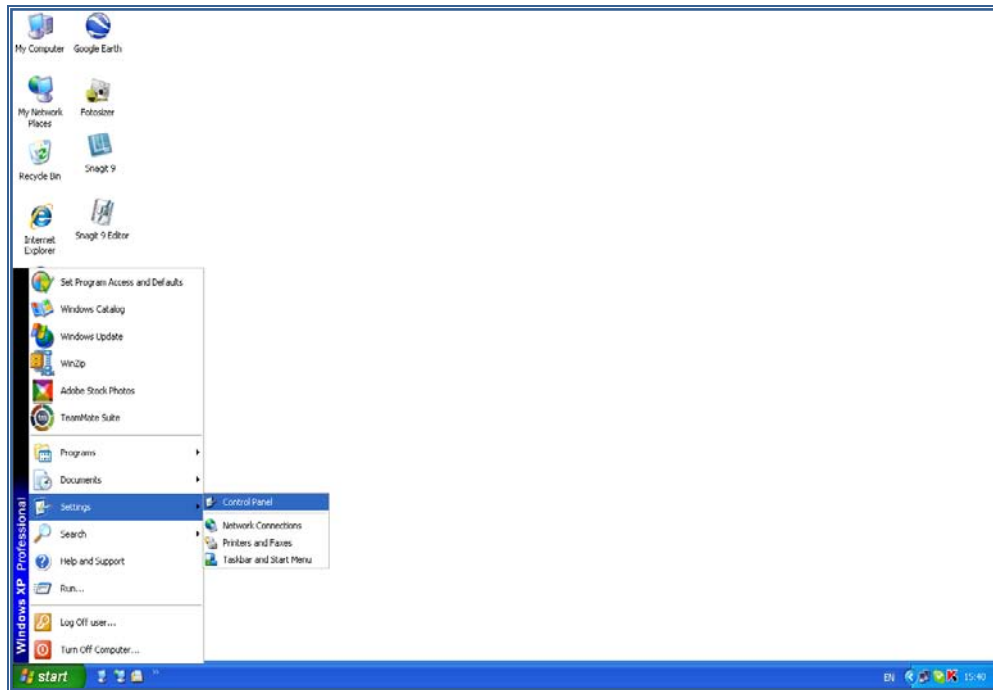 My Computer
Google Earth
My Network
Places
Fotosizer
Recycle Bin
Snagit 9
Internet
Explorer
Snagit 9 Editor
Set Program Access and Defaults
Windows Catalog
Windows Update
WinZip
Adobe Stock Photos
TeamMate Suite
Programs
Documents
Settings
Search
Help and Support
Run...
Log Off user...
Turn Off Computer...
Windows XP Professional
Control Panel
Network Connections
Printers and Faxes
Taskbar and Start Menu
start
EN
15:40